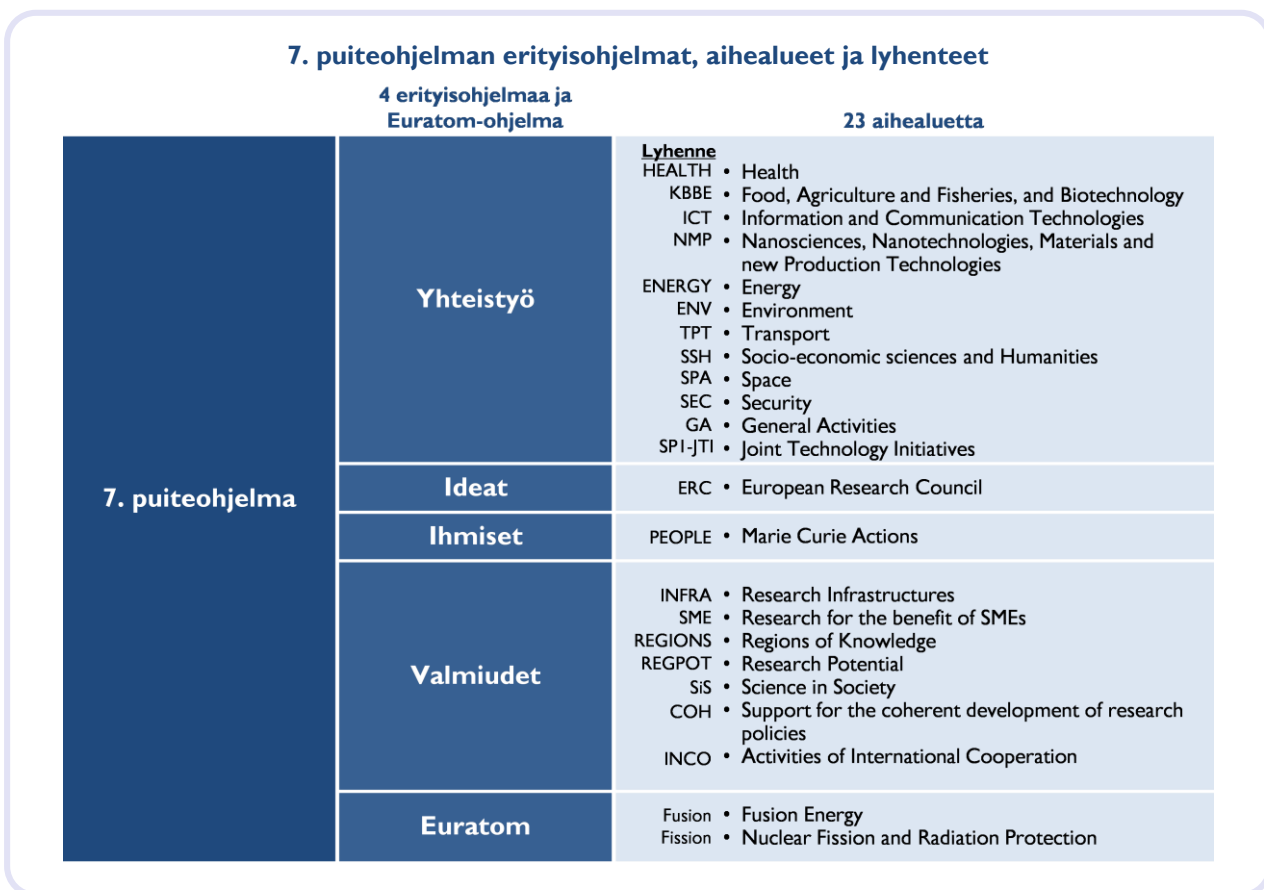 7. puiteohjelman erityisohjelmat, aihealueet ja lyhenteet
4 erityisohjelmaa ja
Euratom-ohjelma
23 aihealuetta
7. puiteohjelma
Yhteistyö
Lyhenne
HEALTH • Health
KBBE • Food, Agriculture and Fisheries, and Biotechnology
ICT • Information and Communication Technologies
NMP • Nanosciences, Nanotechnologies, Materials and
new Production Technologies
ENERGY • Energy
ENV • Environment
TPT • Transport
SSH • Socio-economic sciences and Humanities
SPA • Space
SEC • Security
GA • General Activities
SP1-JTI • Joint Technology Initiatives
Ideat
ERC • European Research Council
Ihmiset
PEOPLE • Marie Curie Actions
Valmiudet
INFRA • Research Infrastructures
SME • Research for the benefit of SMEs
REGIONS • Regions of Knowledge
REGPOT • Research Potential
SiS • Science in Society
COH • Support for the coherent development of research
policies
INCO • Activities of International Cooperation
Euratom
Fusion • Fusion Energy
Fission • Nuclear Fission and Radiation Protection